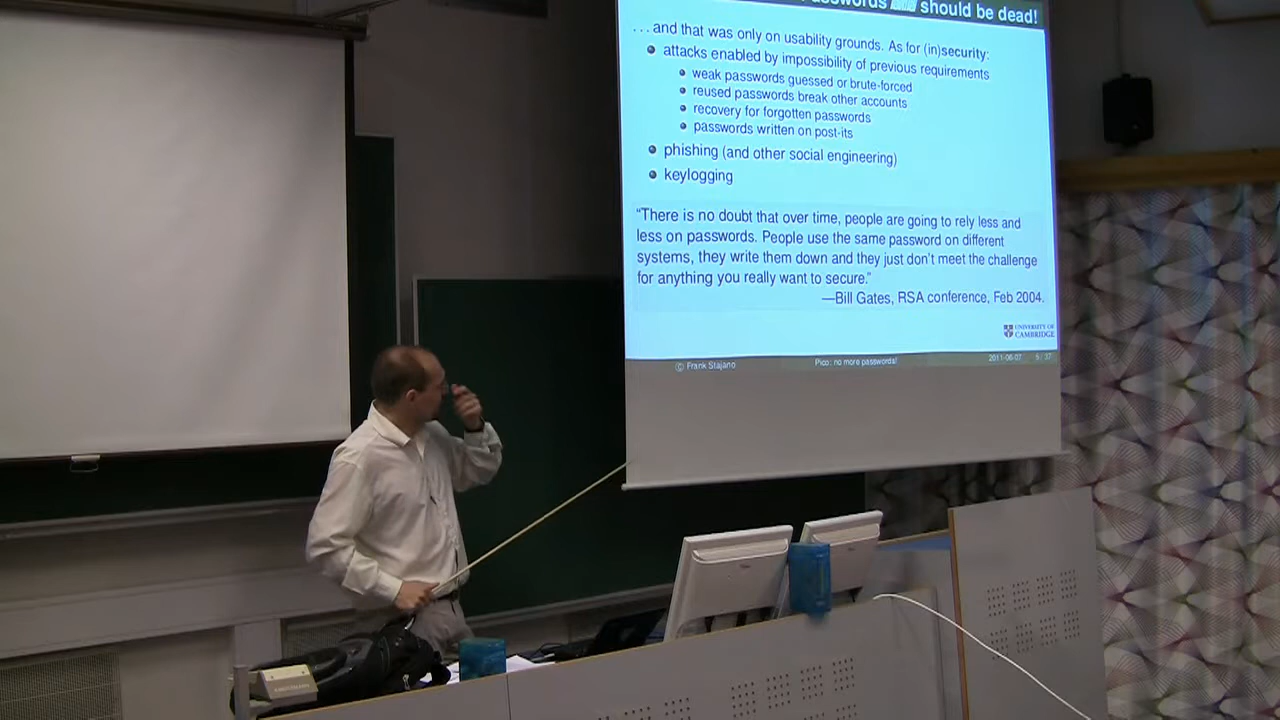 should be dead!
...and that was only on usability grounds. As for (in)security:
attacks enabled by impossibility of previous requirements
weak passwords guessed or brute-forced
reused passwords break other accounts
recovery for forgotten passwords
passwords written on post-its
phishing (and other social engineering)
keylogging
“There is no doubt that over time, people are going to rely less and
less on passwords. People use the same password on different
systems, they write them down and they just don't meet the challenge
for anything you really want to secure.”
—Bill Gates, RSA conference, Feb 2004.
UNIVERSITY OF
CAMBRIDGE
© Frank Stajano
Pico: no more passwords!
2011-06-07